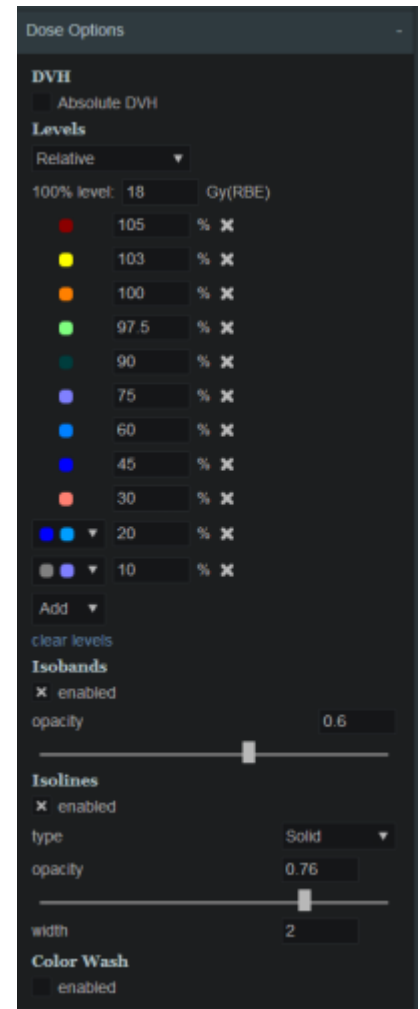 Dose Options -
DVH
Absolute DVH
Levels
Relative
100% level: 18 Gy(RBE)
105 %
103 %
100 %
97.5 %
90 %
75 %
60 %
45 %
30 %
20 %
10 %
Add
clear levels
Isobands
enabled
opacity 0.6
Isolines
enabled
type Solid
opacity 0.76
width 2
Color Wash
enabled